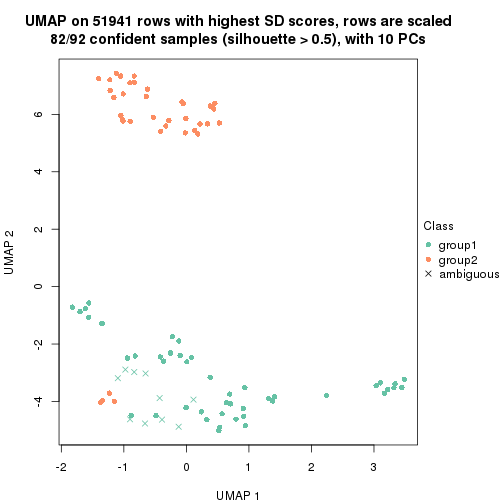 UMAP on 51941 rows with highest SD scores, rows are scaled
82/92 confident samples (silhouette > 0.5), with 10 PCs
6
4
2
0
-2
-4
UMAP 2
-2
-1
0
1
2
3
UMAP 1
Class
group1
group2
ambiguous